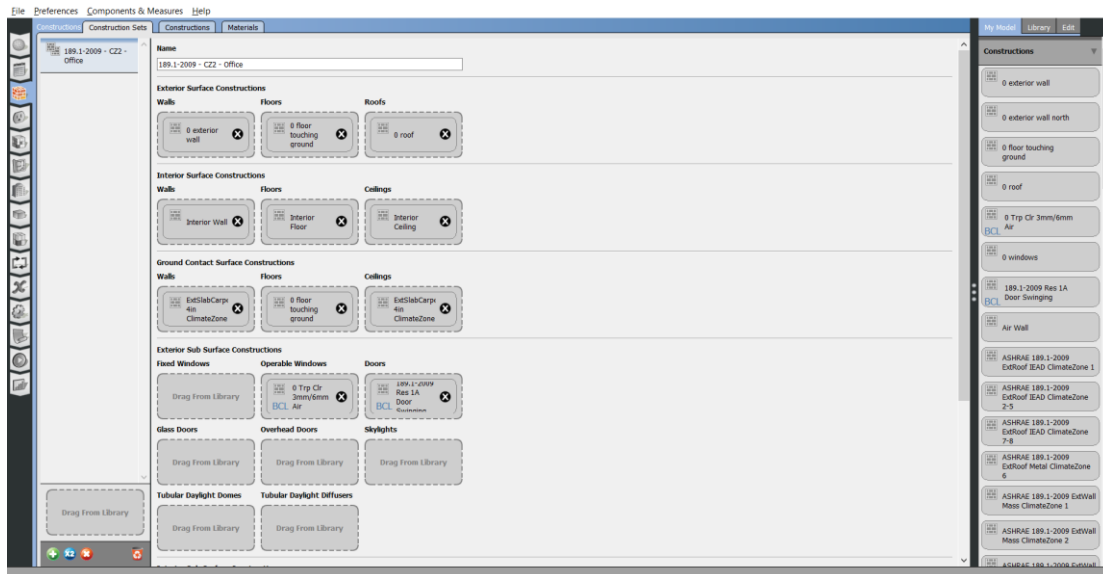 File Preferences Components & Measures Help
Constructions Construction Sets Constructions Materials
My Model Library Edit
189.1-2009 - CZ2 -
Office
Name
189.1-2009 - CZ2 - Office
Exterior Surface Constructions
Walls Floors Roofs
0 exterior
wall
0 floor
touching
ground
0 roof
Interior Surface Constructions
Walls Floors Ceilings
Interior Wall
Interior
Floor
Interior
Ceiling
Ground Contact Surface Constructions
Walls Floors Ceilings
ExtSlabCarpe
4in
ClimateZone
0 floor
touching
ground
ExtSlabCarpe
4in
ClimateZone
Exterior Sub Surface Constructions
Fixed Windows Operable Windows Doors
Drag From Library
0 Trp Clr
3mm/6mm
Air
BCL
189.1-2009
Res 1A
Door
Swinging
BCL
Glass Doors Overhead Doors Skylights
Drag From Library Drag From Library Drag From Library
Tubular Daylight Domes Tubular Daylight Diffusers
Drag From Library Drag From Library
Drag From Library
x2
Constructions
0 exterior wall
0 exterior wall north
0 floor touching
ground
0 roof
0 Trp Clr 3mm/6mm
Air
BCL
0 windows
189.1-2009 Res 1A
Door Swinging
BCL
Air Wall
ASHRAE 189.1-2009
ExtRoof IEAD ClimateZone 1
ASHRAE 189.1-2009
ExtRoof IEAD ClimateZone
2-5
ASHRAE 189.1-2009
ExtRoof IEAD ClimateZone
7-8
ASHRAE 189.1-2009
ExtRoof Metal ClimateZone
6
ASHRAE 189.1-2009 ExtWall
Mass ClimateZone 1
ASHRAE 189.1-2009 ExtWall
Mass ClimateZone 2
ASHRAE 189.1-2009 ExtWall